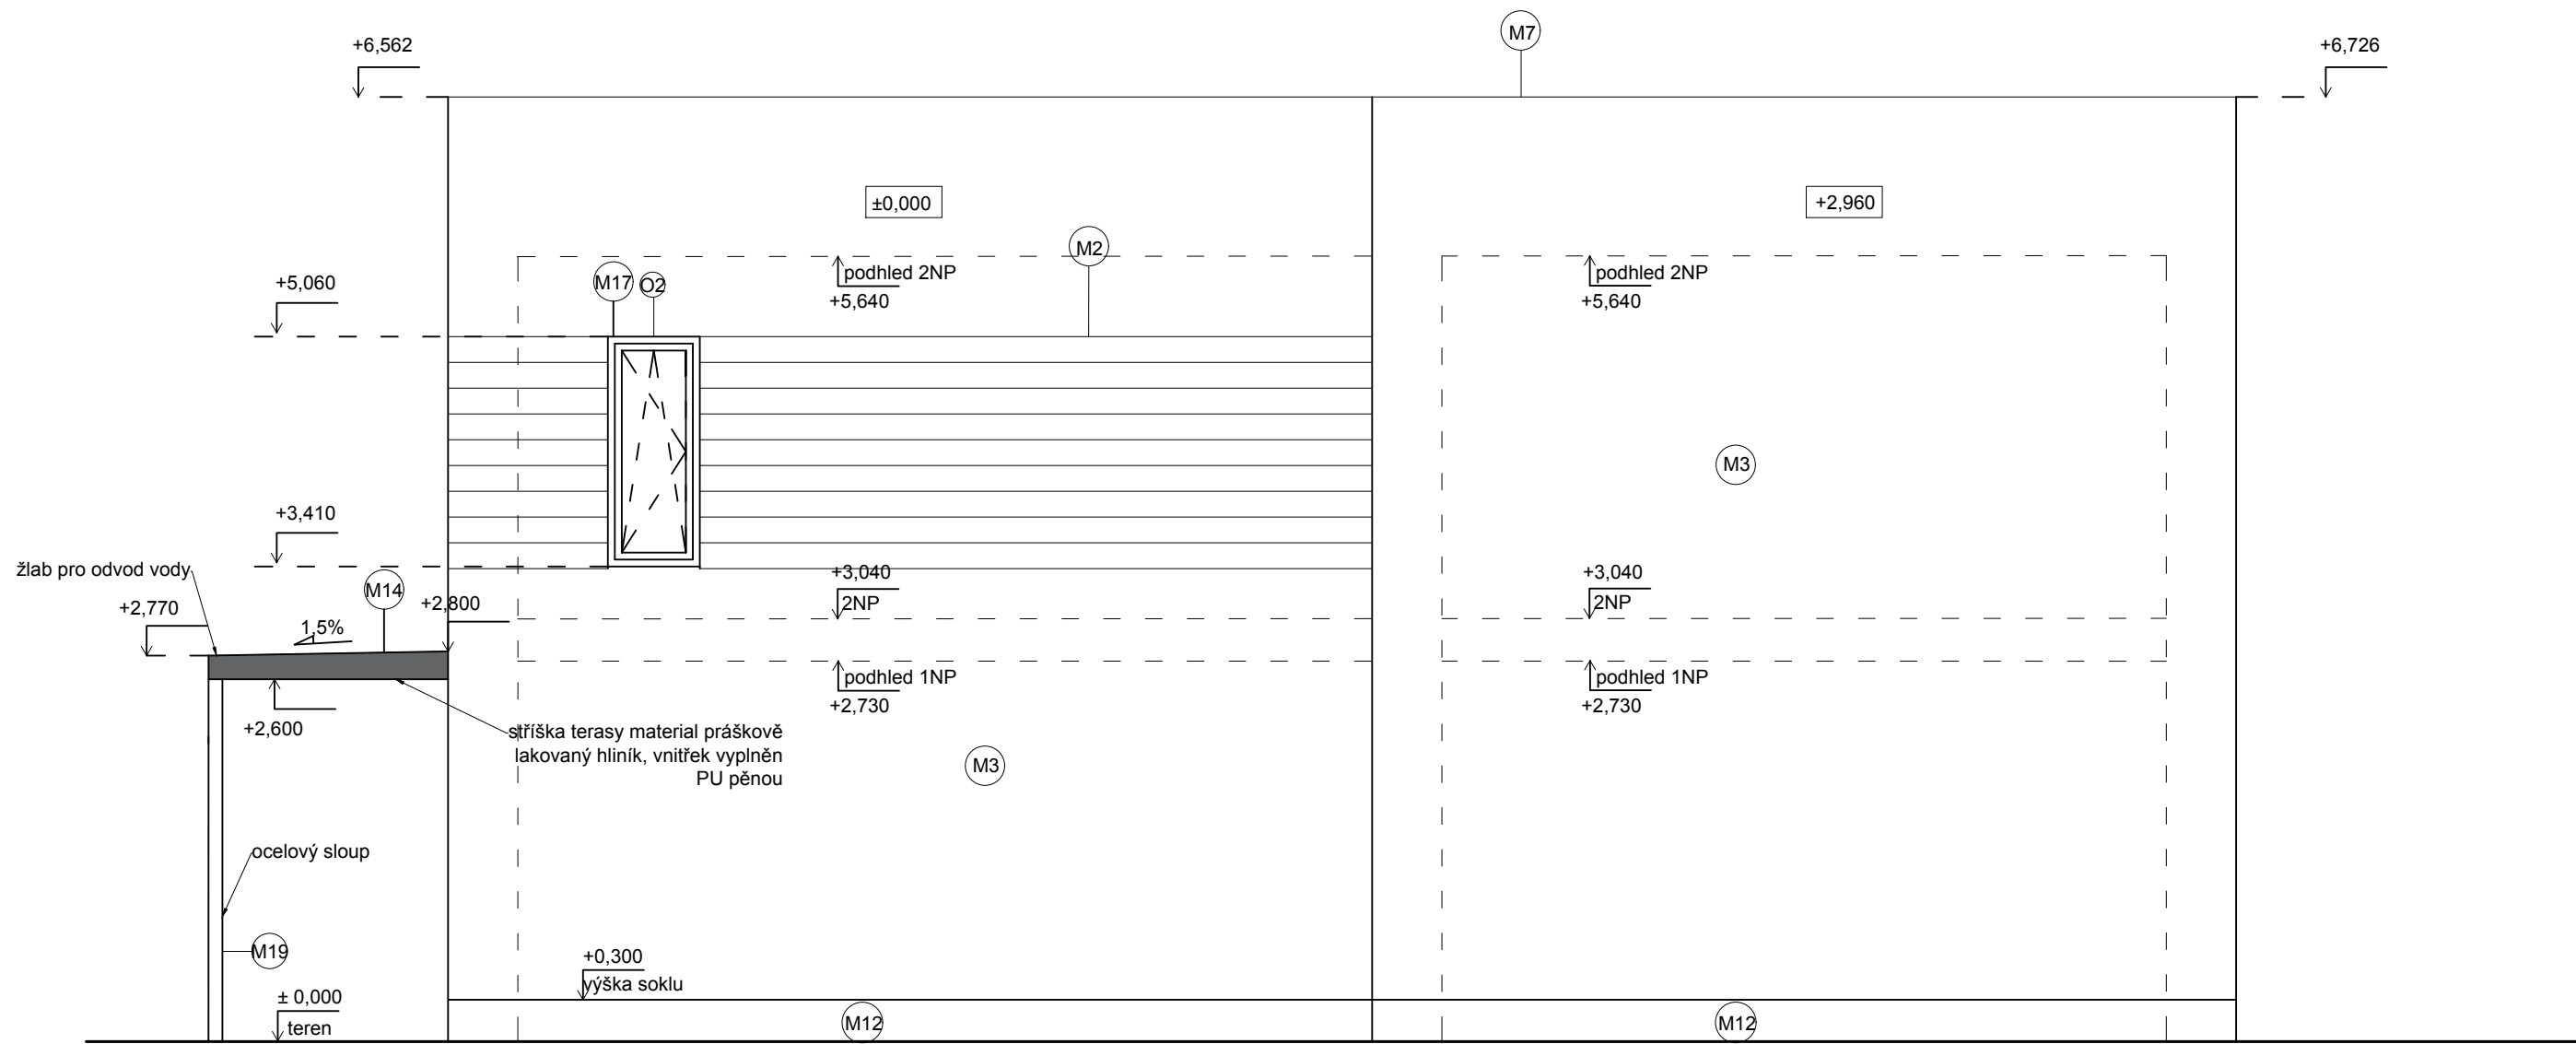 M7
+6,562
+6,726
±0,000
+2,960
M2
podhled 2NP
+5,640
podhled 2NP
+5,640
+5,060
M17
O2
M3
+3,410
žlab pro odvod vody
M14
+3,040
2NP
+3,040
2NP
+2,770
1,5%
+2,800
podhled 1NP
+2,730
podhled 1NP
+2,730
+2,600
stříška terasy material práškově
lakovaný hliník, vnitřek vyplněn
PU pěnou
M3
ocelový sloup
M19
+0,300
výška soklu
± 0,000
teren
M12
M12